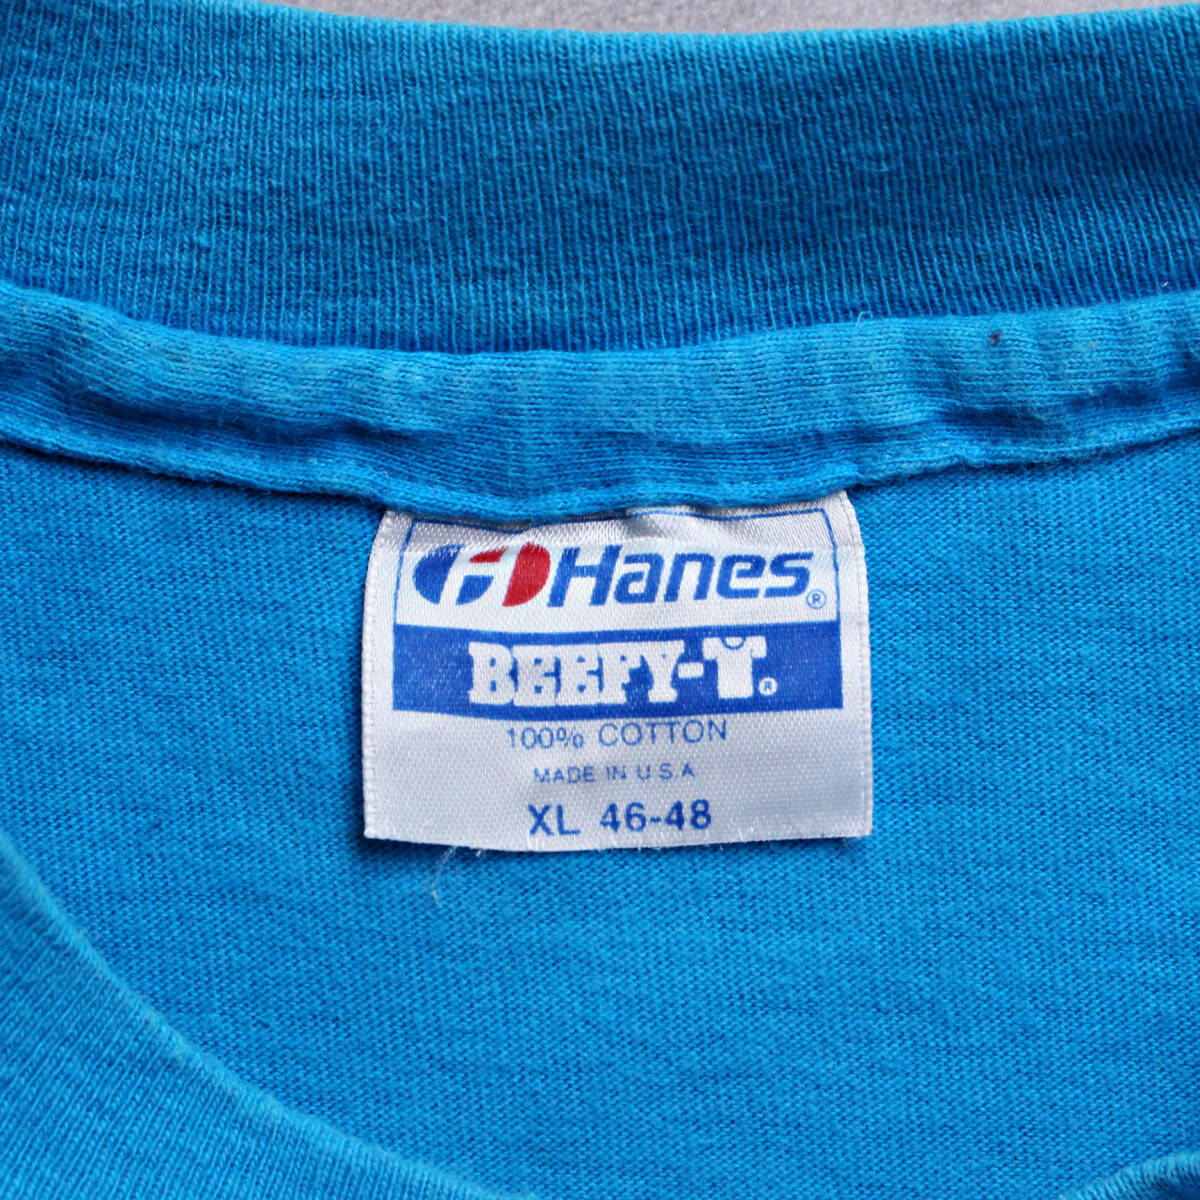 Hanes®
BEEFY-T®
100% COTTON
MADE IN U.S.A
XL 46-48